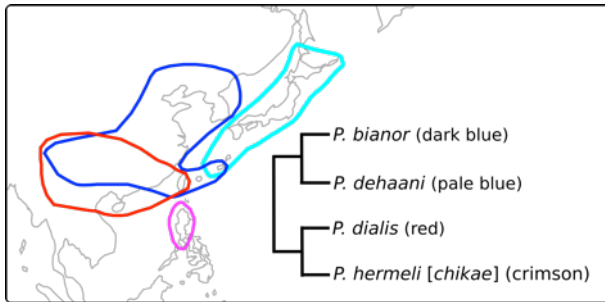 P. bianor (dark blue)
P. dehaani (pale blue)
P. dialis (red)
P. hermeli [chikae] (crimson)